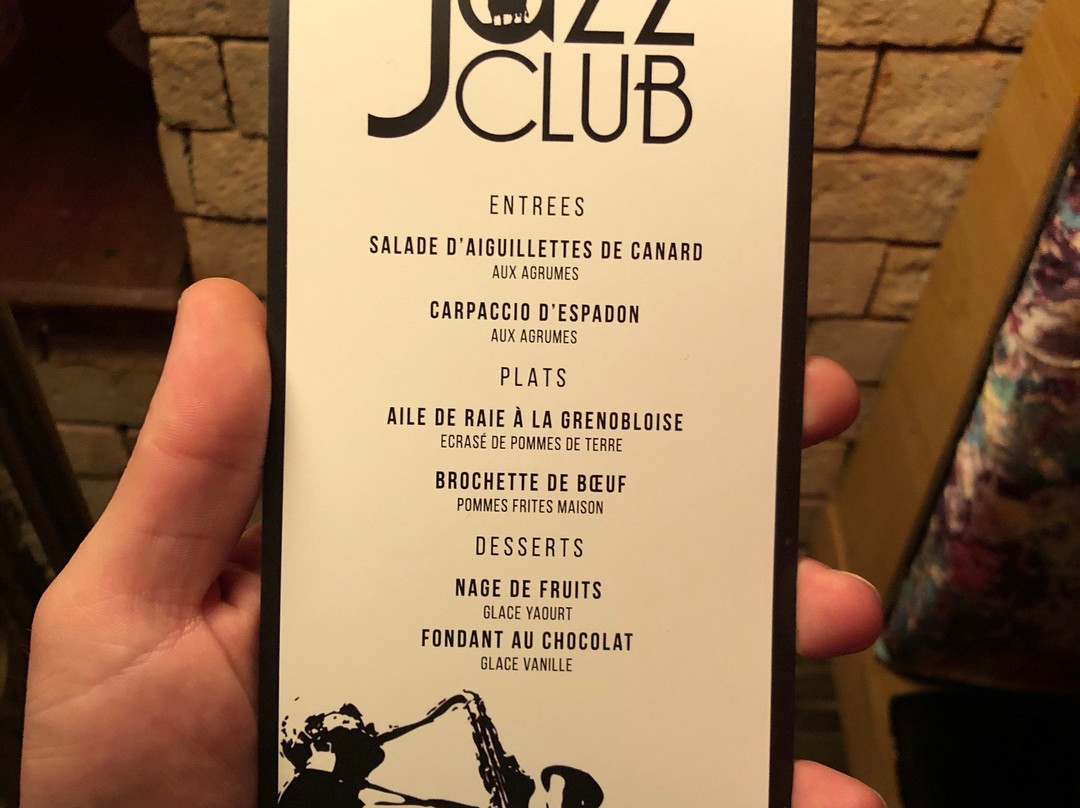 Jazz
CLUB
ENTREES
SALADE D'AIGUILLETTES DE CANARD
AUX AGRUMES
CARPACCIO D'ESPADON
AUX AGRUMES
PLATS
AILE DE RAIE À LA GRENOBLOISE
ECRASÉ DE POMMES DE TERRE
BROCHETTE DE BŒUF
POMMES FRITES MAISON
DESSERTS
NAGE DE FRUITS
GLACE YAOURT
FONDANT AU CHOCOLAT
GLACE VANILLE